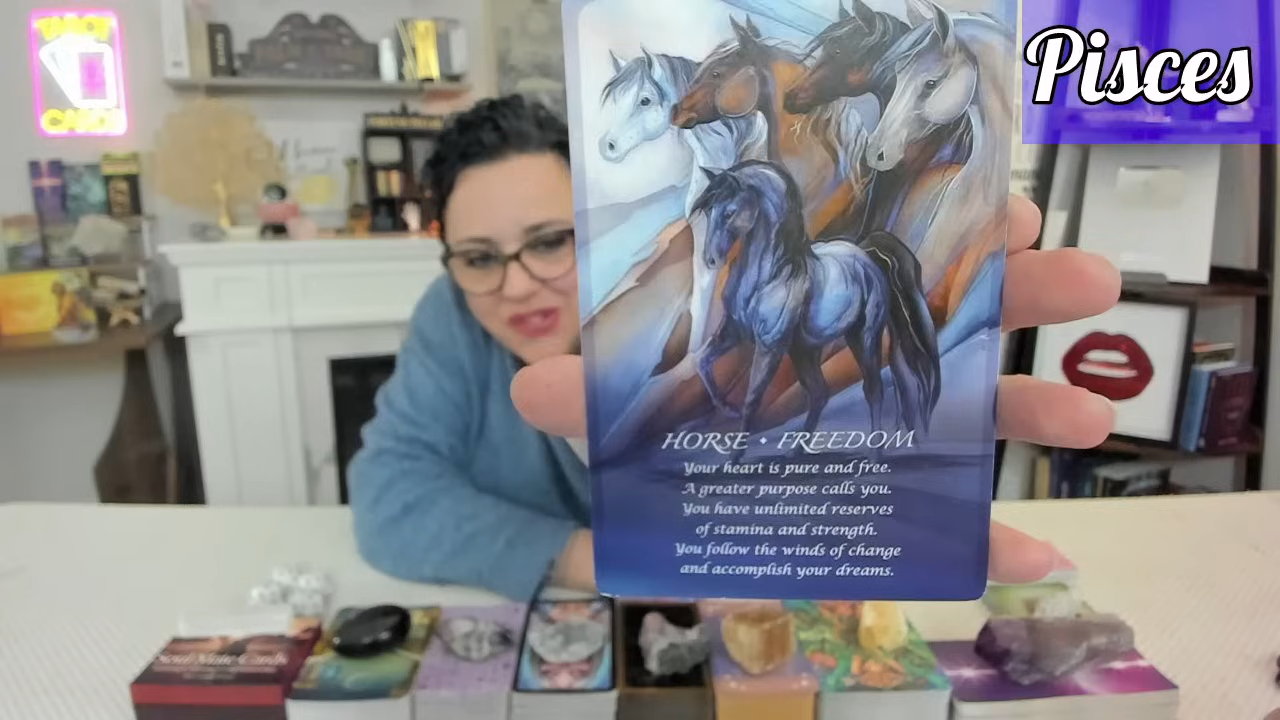 Pisces
TAROT
CARDS
HORSE • FREEDOM
Your heart is pure and free.
A greater purpose calls you.
You have unlimited reserves
of stamina and strength.
You follow the winds of change
and accomplish your dreams.
Soul Mate Cards